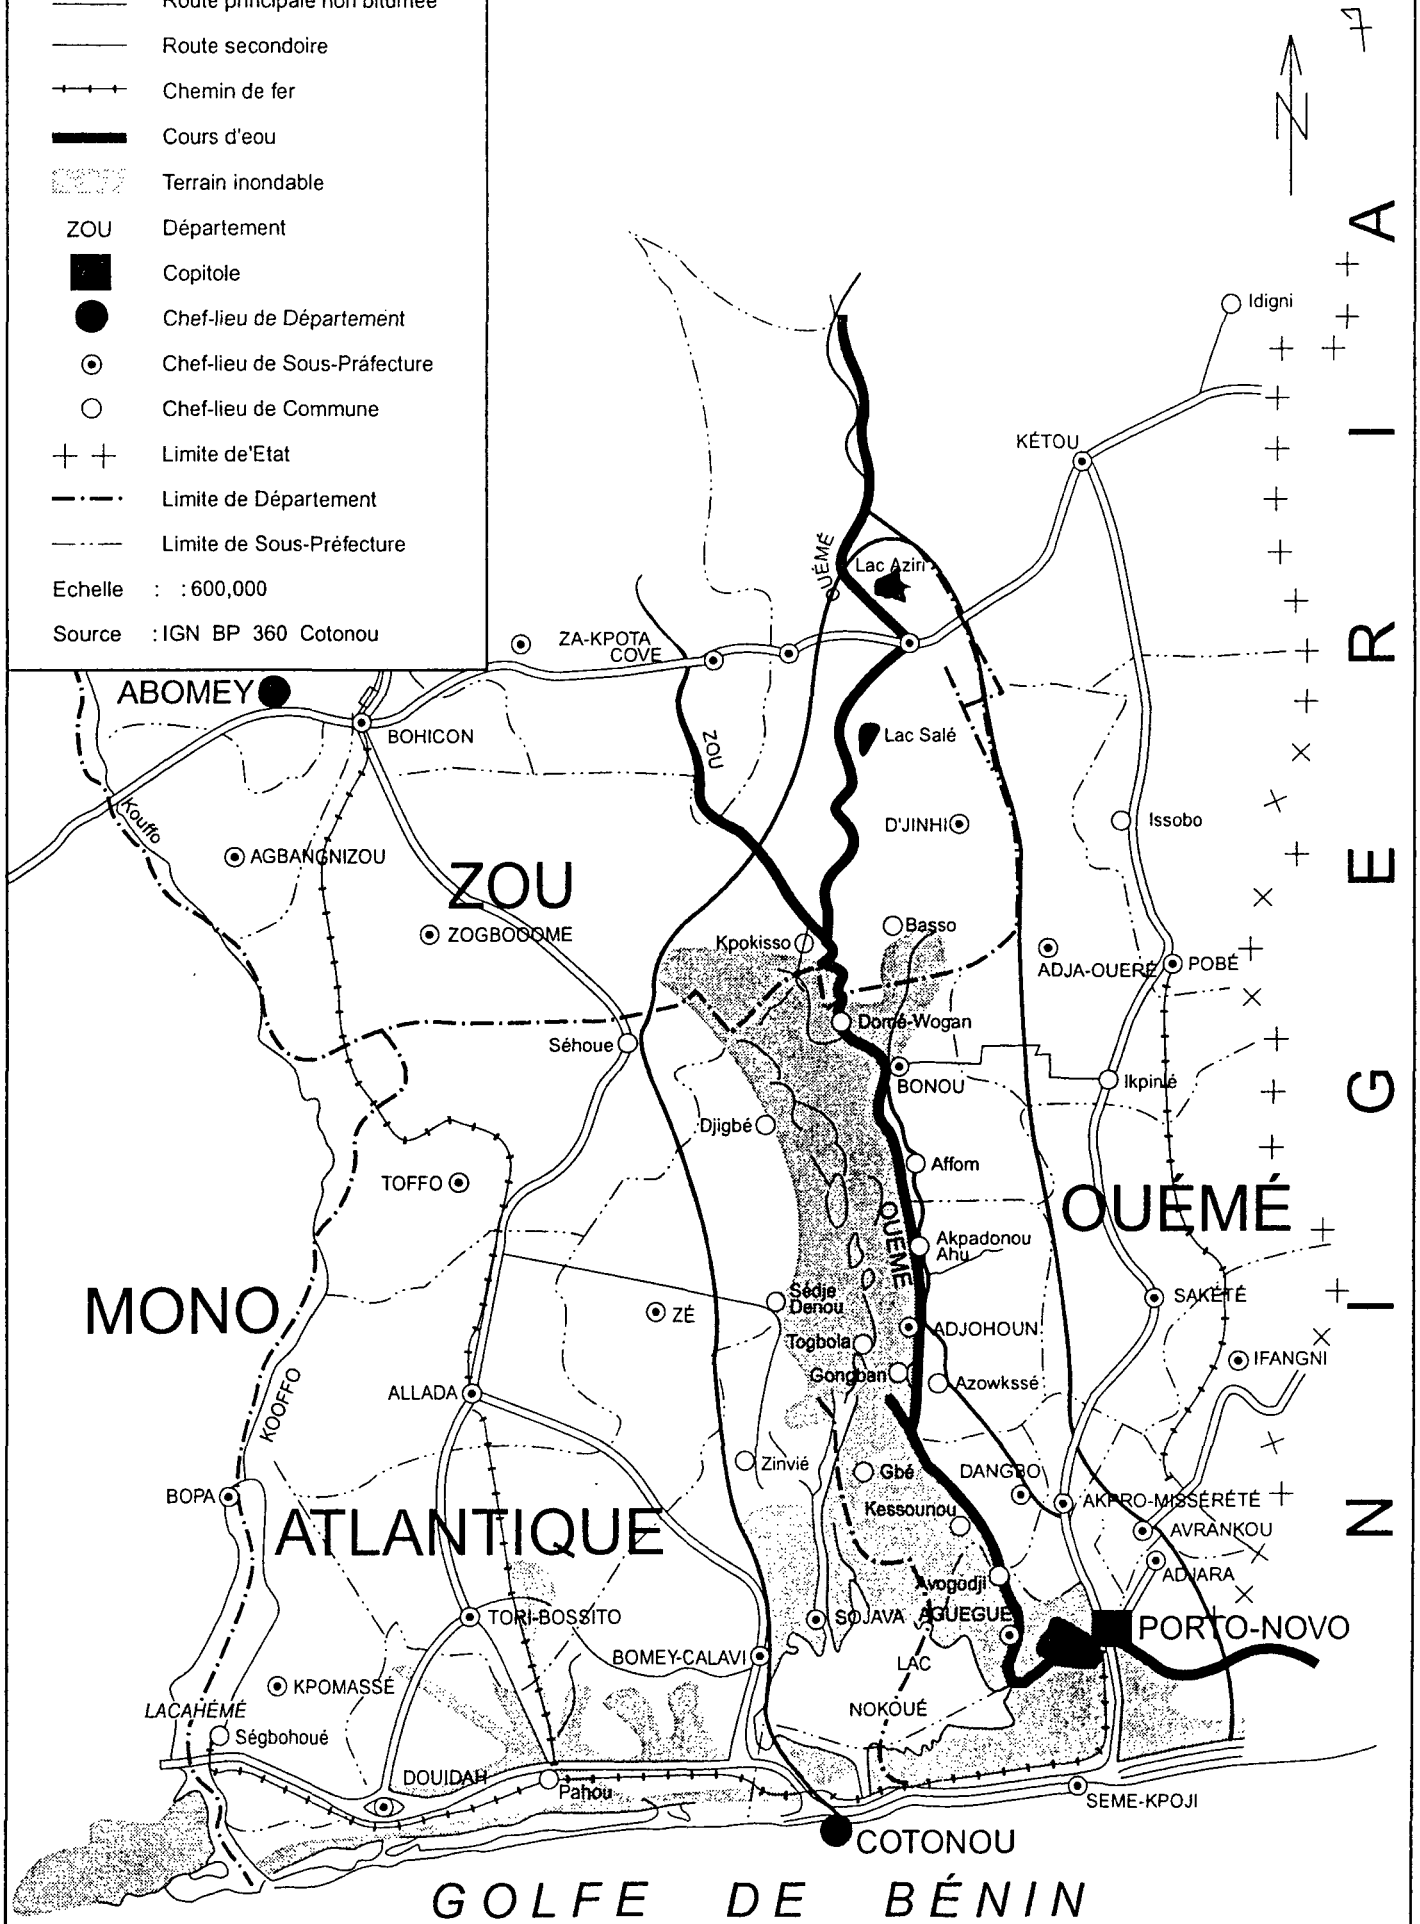 Route principale non bitumée
Route secondoire
Chemin de fer
Cours d'eou
Terrain inondable
ZOU Département
Copitole
Chef-lieu de Département
Chef-lieu de Sous-Práfecture
Chef-lieu de Commune
Limite de'Etat
Limite de Département
Limite de Sous-Préfecture
Echelle : :600,000
Source : IGN BP 360 Cotonou
7
N
NIGERIA
Idigni
KÉTOU
OUÉMÉ
Lac Aziri
ZA-KPOTA
COVE
ABOMEY
BOHICON
ZOU
Lac Salé
Kouffo
D'JINHI
Issobo
AGBANGNIZOU
ZOU
ZOGBOOOME
Kpokisso
Basso
ADJA-OUERÉ
POBÉ
Domé-Wogan
Séhoue
BONOU
Ikpinlé
Djigbé
Affom
TOFFO
OUÉMÉ
OUÉMÉ
Akpadonou
Ahu
MONO
Sédje
Denou
SAKÉTÉ
ZÉ
Togbola
ADJOHOUN
IFANGNI
Gongban
Azowkssé
ALLADA
KOOFFO
Zinvié
Gbé
DANGBO
BOPA
Kessounou
AKPRO-MISSÉRÉTÉ
ATLANTIQUE
AVRANKOU
Avogodji
ADJARA
TORI-BOSSITO
SOJAVA
AGUEGUE
PORTO-NOVO
BOMEY-CALAVI
LAC
NOKOUÉ
KPOMASSÉ
LACAHÉMÉ
Ségbohoué
DOUIDAH
Pahou
SEME-KPOJI
COTONOU
GOLFE DE BÉNIN